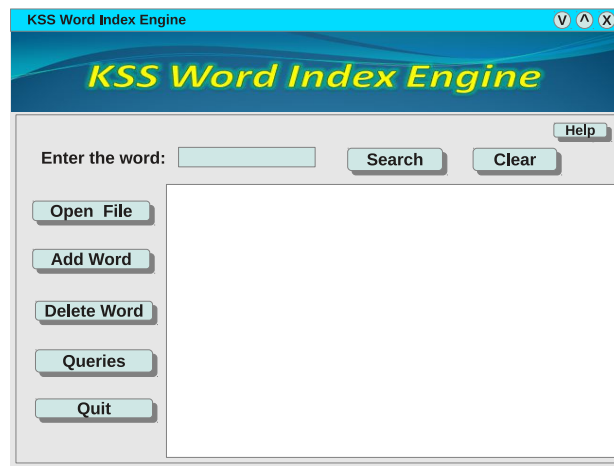 KSS Word Index Engine
V ^ X
KSS Word Index Engine
Help
Enter the word:
Search
Clear
Open File
Add Word
Delete Word
Queries
Quit